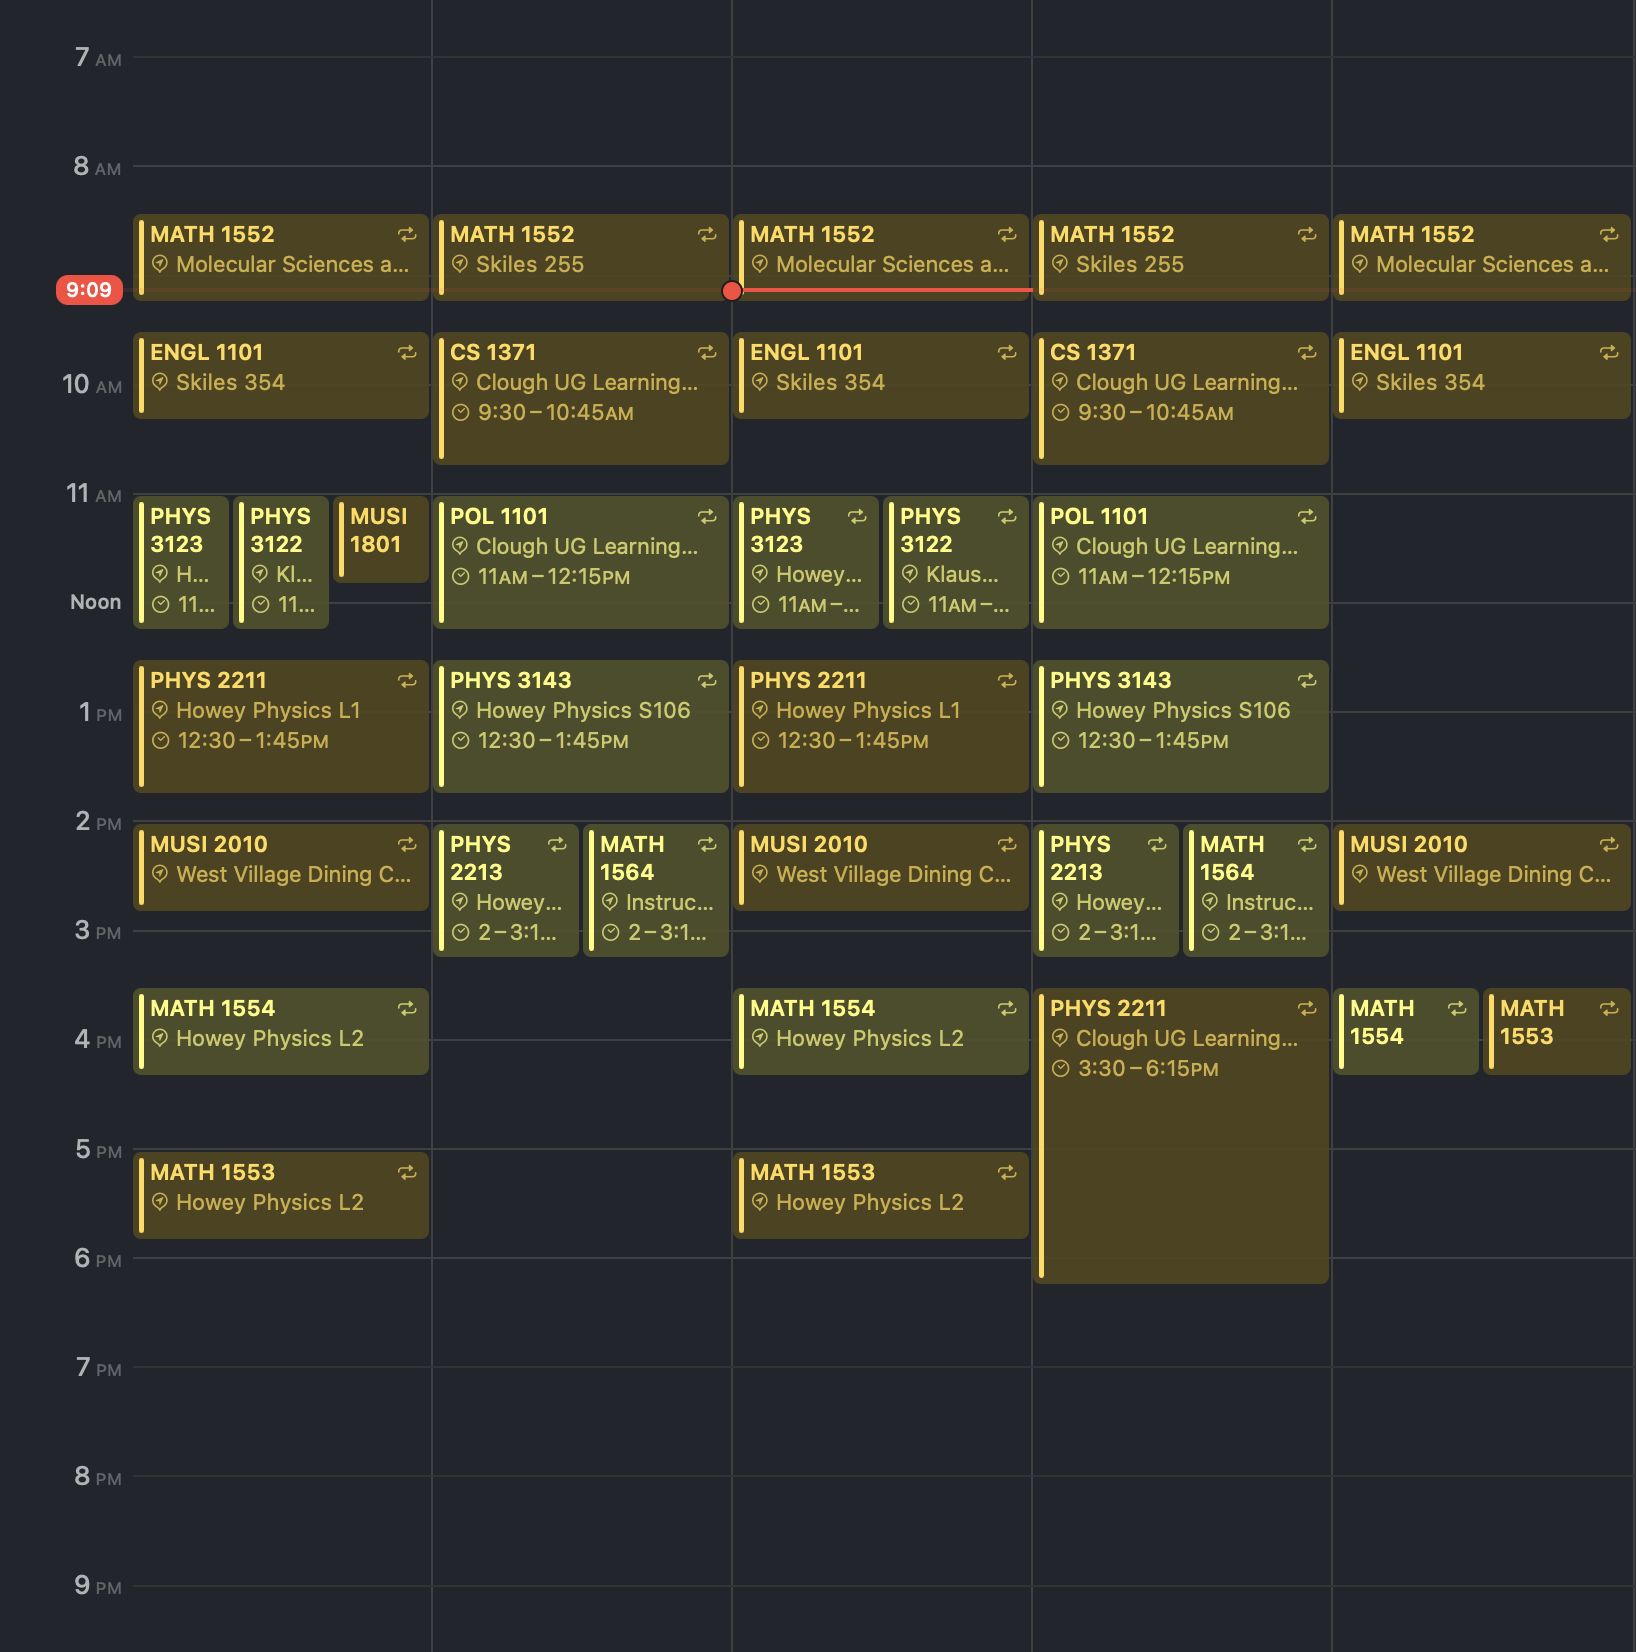 7 AM
8 AM
9:09
10 AM
11 AM
Noon
1 PM
2 PM
3 PM
4 PM
5 PM
6 PM
7 PM
8 PM
9 PM
MATH 1552
Molecular Sciences a...
ENGL 1101
Skiles 354
PHYS
3123
H...
11...
PHYS
3122
Kl...
11...
MUSI
1801
PHYS 2211
Howey Physics L1
12:30–1:45PM
MUSI 2010
West Village Dining C...
MATH 1554
Howey Physics L2
MATH 1553
Howey Physics L2
MATH 1552
Skiles 255
CS 1371
Clough UG Learning...
9:30–10:45AM
POL 1101
Clough UG Learning...
11AM–12:15PM
PHYS 3143
Howey Physics S106
12:30–1:45PM
PHYS
2213
Howey...
2–3:1...
MATH
1564
Instruc...
2–3:1...
MATH 1552
Molecular Sciences a...
ENGL 1101
Skiles 354
PHYS
3123
Howey...
11AM–...
PHYS
3122
Klaus...
11AM–...
PHYS 2211
Howey Physics L1
12:30–1:45PM
MUSI 2010
West Village Dining C...
MATH 1554
Howey Physics L2
MATH 1553
Howey Physics L2
MATH 1552
Skiles 255
CS 1371
Clough UG Learning...
9:30–10:45AM
POL 1101
Clough UG Learning...
11AM–12:15PM
PHYS 3143
Howey Physics S106
12:30–1:45PM
PHYS
2213
Howey...
2–3:1...
MATH
1564
Instruc...
2–3:1...
PHYS 2211
Clough UG Learning...
3:30–6:15PM
MATH 1552
Molecular Sciences a...
ENGL 1101
Skiles 354
MUSI 2010
West Village Dining C...
MATH
1554
MATH
1553